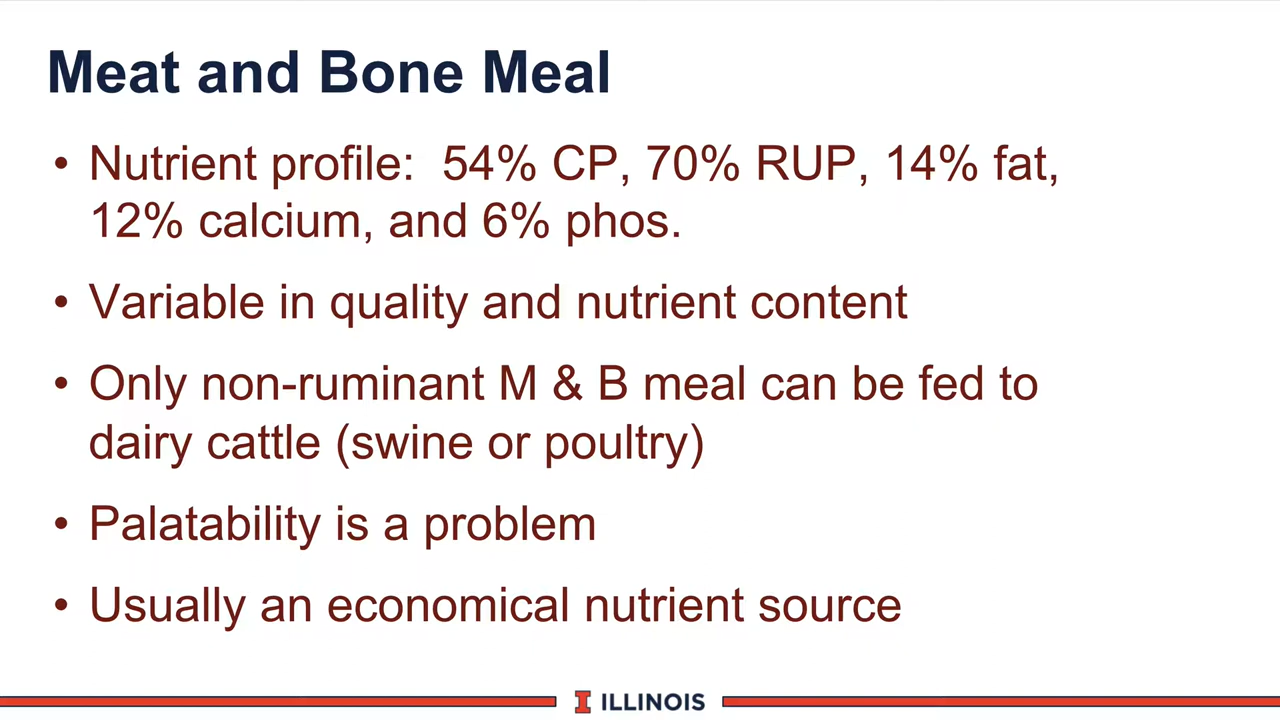 Meat and Bone Meal
• Nutrient profile:  54% CP, 70% RUP, 14% fat,
12% calcium, and 6% phos.
• Variable in quality and nutrient content
• Only non-ruminant M & B meal can be fed to
dairy cattle (swine or poultry)
• Palatability is a problem
• Usually an economical nutrient source
I ILLINOIS